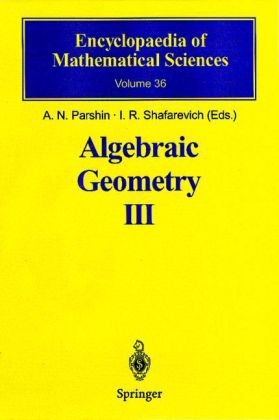 Encyclopaedia of
Mathematical Sciences
Volume 36
A. N. Parshin · I. R. Shafarevich (Eds.)
Algebraic
Geometry
III
Springer